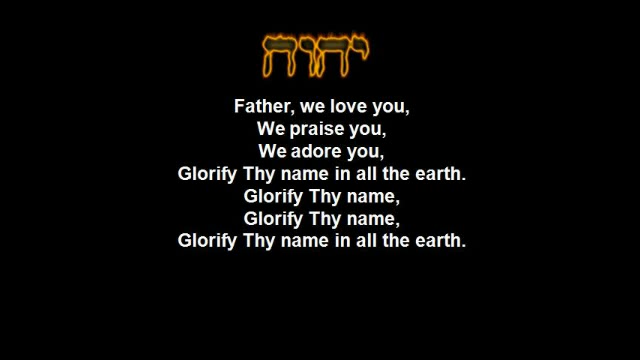 יהוה
Father, we love you,
We praise you,
We adore you,
Glorify Thy name in all the earth.
Glorify Thy name,
Glorify Thy name,
Glorify Thy name in all the earth.